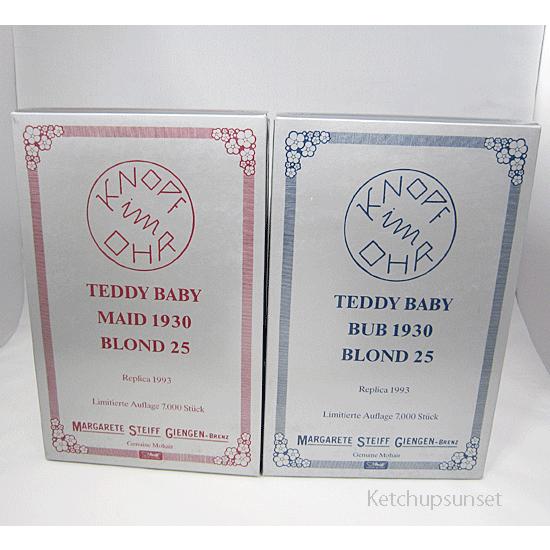 KNOPF
im
OHR
TEDDY BABY
MAID 1930
BLOND 25
Replica 1993
Limitierte Auflage 7.000 Stück
MARGARETE STEIFF GIENGEN-BRENZ
Genuine Mohair
Steiff
KNOPF
im
OHR
TEDDY BABY
BUB 1930
BLOND 25
Replica 1993
Limitierte Auflage 7.000 Stück
MARGARETE STEIFF GIENGEN-BRENZ
Genuine Mohair
Steiff
Ketchupsunset